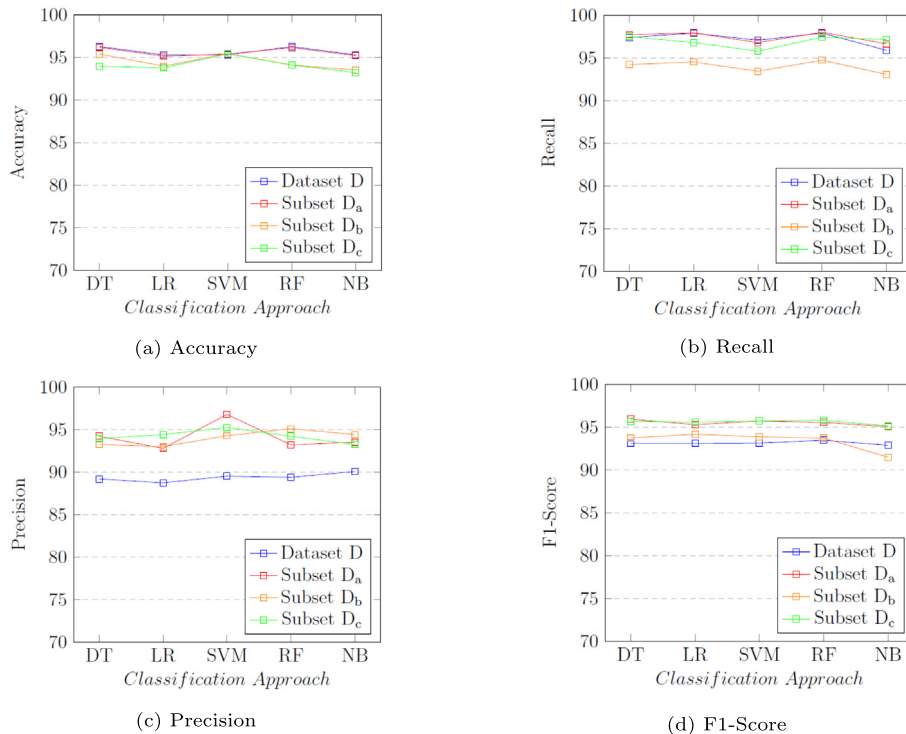 100
95
90
85
80
75
70
Accuracy
Dataset D
Subset Da
Subset Db
Subset Dc
DT LR SVM RF NB
Classification Approach
(a) Accuracy
100
95
90
85
80
75
70
Recall
Dataset D
Subset Da
Subset Db
Subset Dc
DT LR SVM RF NB
Classification Approach
(b) Recall
100
95
90
85
80
75
70
Precision
Dataset D
Subset Da
Subset Db
Subset Dc
DT LR SVM RF NB
Classification Approach
(c) Precision
100
95
90
85
80
75
70
F1-Score
Dataset D
Subset Da
Subset Db
Subset Dc
DT LR SVM RF NB
Classification Approach
(d) F1-Score